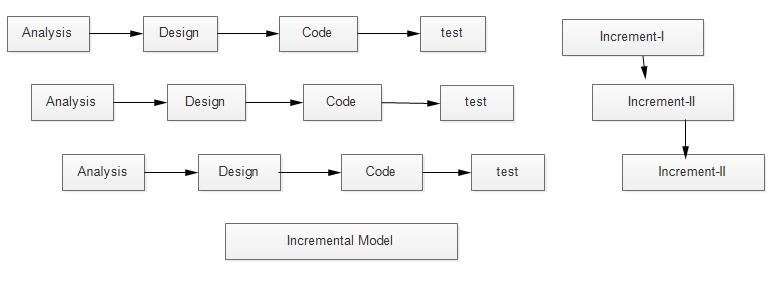 Analysis
Design
Code
test
Increment-I
Analysis
Design
Code
test
Increment-II
Analysis
Design
Code
test
Increment-II
Incremental Model